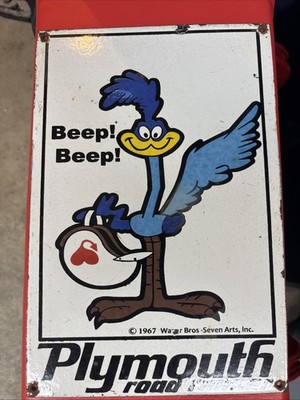 Beep!
Beep!
© 1967 Warner Bros -Seven Arts, Inc.
Plymouth
road